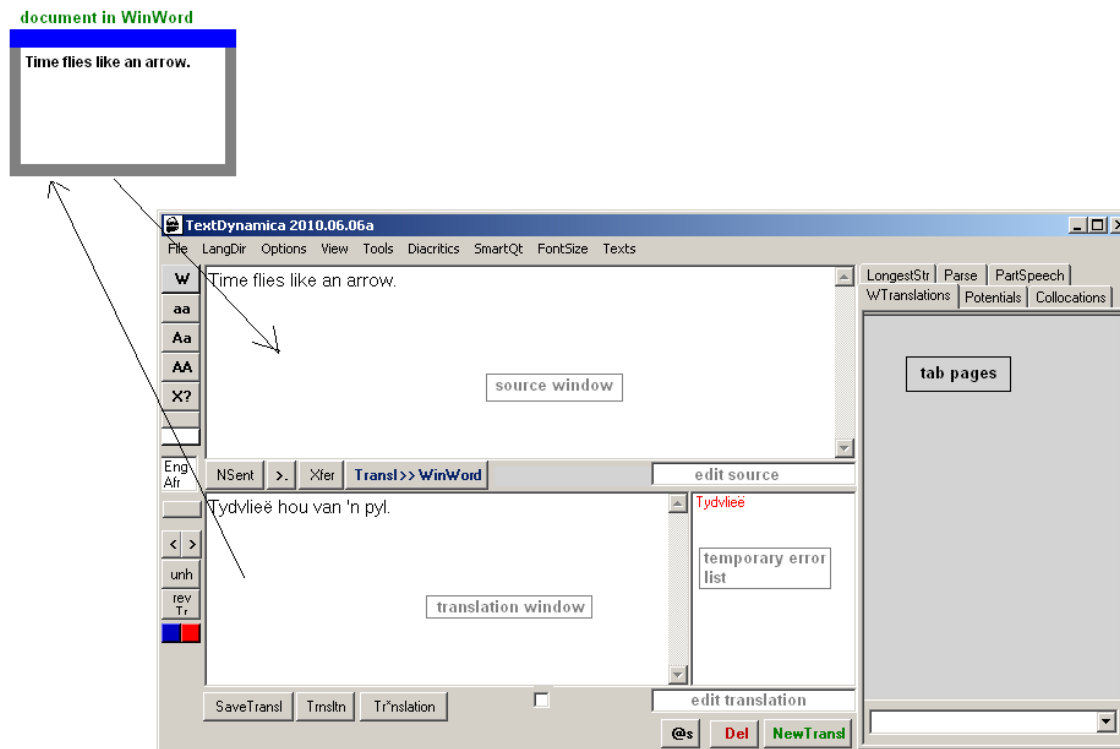 document in WinWord
Time flies like an arrow.
TextDynamica 2010.06.06a
File LangDir Options View Tools Diacritics SmartQt FontSize Texts
W
aa
Aa
AA
X?
Eng
Afr
< >
unh
rev
Tr
Time flies like an arrow.
source window
NSent >. Xfer Transl>> WinWord edit source
Tydvlieë hou van 'n pyl.
translation window
Tydvlieë
temporary error
list
SaveTransl Trnsltn Tr*nslation edit translation
@s Del NewTransl
LongestStr Parse PartSpeech
WTranslations Potentials Collocations
tab pages